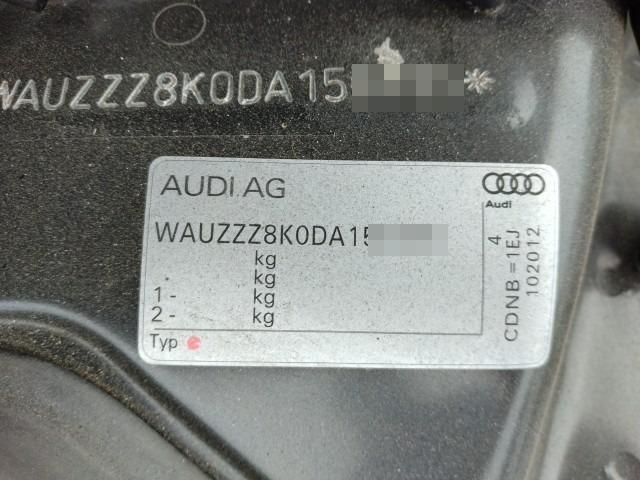 WAUZZZ8K0DA15
*
AUDI AG
Audi
WAUZZZ8K0DA15
kg
. kg
1 - kg
2 - kg
Typ
4
CDNB =1EJ
102012